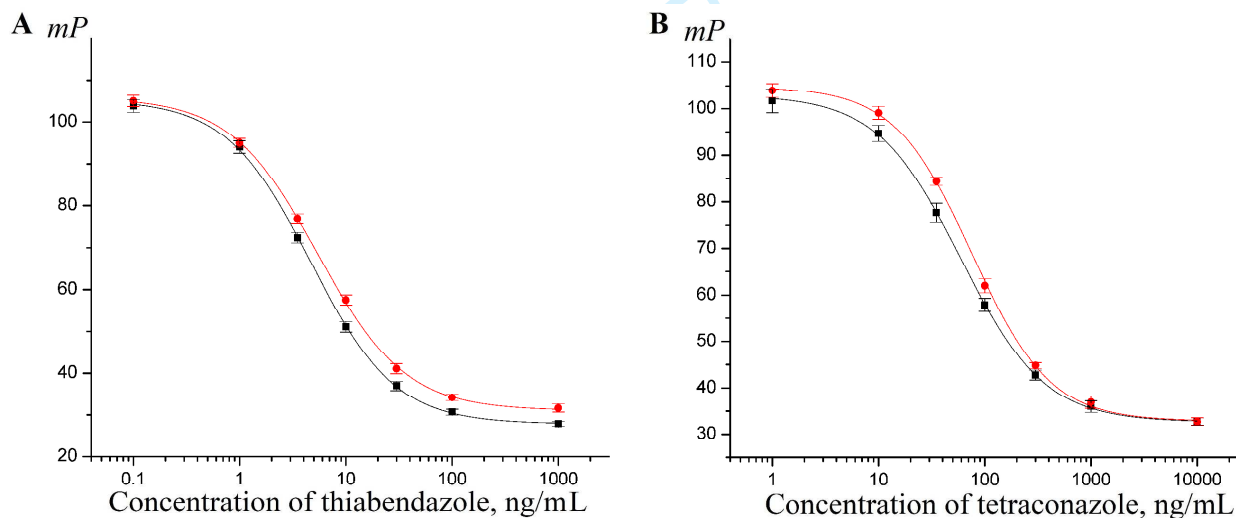 A mP
100
80
60
40
20
0.1 1 10 100 1000
Concentration of thiabendazole, ng/mL
B mP
110
100
90
80
70
60
50
40
30
1 10 100 1000 10000
Concentration of tetraconazole, ng/mL